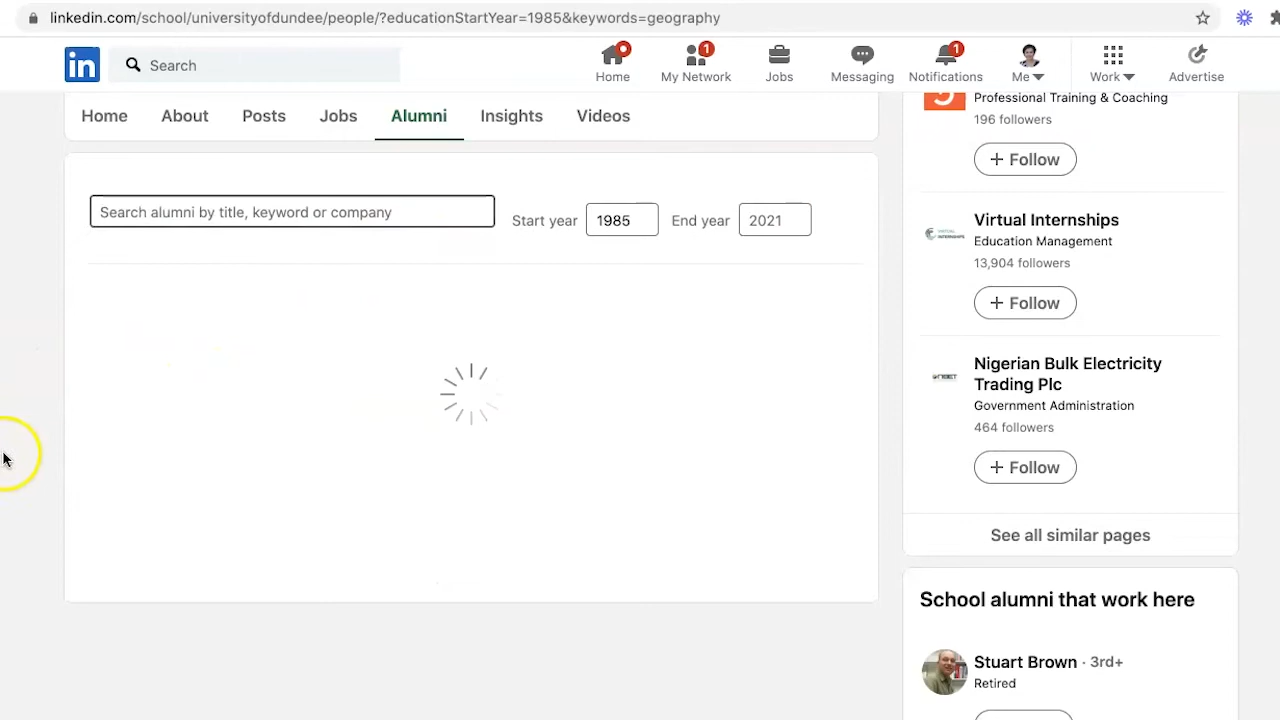 linkedin.com/school/universityofdundee/people/?educationStartYear=1985&keywords=geography
in
Search
Home
1
My Network
Jobs
Messaging
1
Notifications
Me
Work
Advertise
Home
About
Posts
Jobs
Alumni
Insights
Videos
Search alumni by title, keyword or company
Start year
1985
End year
2021
Professional Training & Coaching
196 followers
+ Follow
Virtual Internships
Education Management
13,904 followers
+ Follow
Nigerian Bulk Electricity
Trading Plc
Government Administration
464 followers
+ Follow
See all similar pages
School alumni that work here
Stuart Brown · 3rd+
Retired